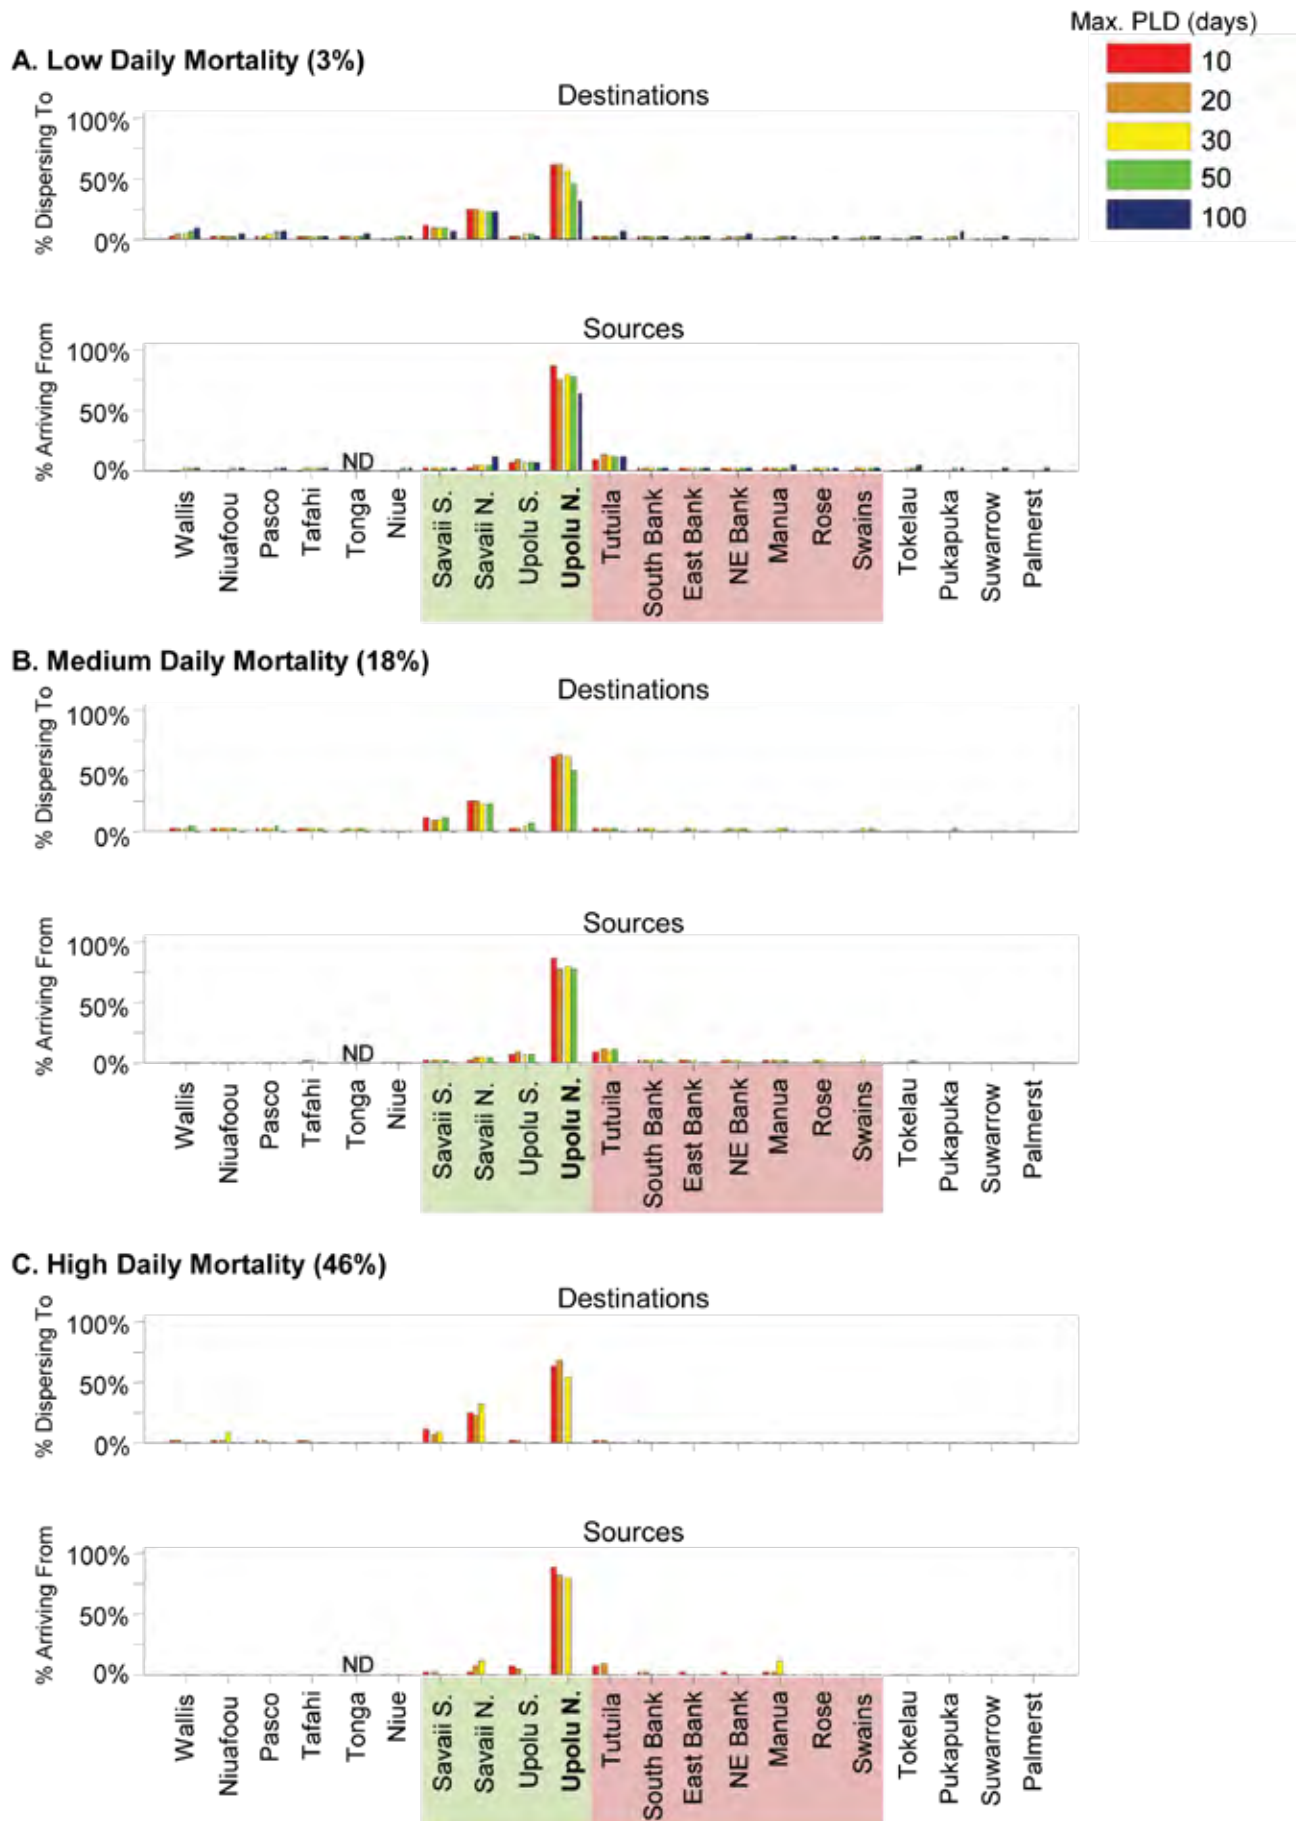 Max. PLD (days)
10
20
30
50
100
A. Low Daily Mortality (3%)
Destinations
% Dispersing To
100%
50%
0%
Sources
% Arriving From
100%
50%
0%
ND
Wallis
Niuafoou
Pasco
Tafahi
Tonga
Niue
Savaii S.
Savaii N.
Upolu S.
Upolu N.
Tutuila
South Bank
East Bank
NE Bank
Manua
Rose
Swains
Tokelau
Pukapuka
Suwarrow
Palmerst
B. Medium Daily Mortality (18%)
Destinations
% Dispersing To
100%
50%
0%
Sources
% Arriving From
100%
50%
0%
ND
Wallis
Niuafoou
Pasco
Tafahi
Tonga
Niue
Savaii S.
Savaii N.
Upolu S.
Upolu N.
Tutuila
South Bank
East Bank
NE Bank
Manua
Rose
Swains
Tokelau
Pukapuka
Suwarrow
Palmerst
C. High Daily Mortality (46%)
Destinations
% Dispersing To
100%
50%
0%
Sources
% Arriving From
100%
50%
0%
ND
Wallis
Niuafoou
Pasco
Tafahi
Tonga
Niue
Savaii S.
Savaii N.
Upolu S.
Upolu N.
Tutuila
South Bank
East Bank
NE Bank
Manua
Rose
Swains
Tokelau
Pukapuka
Suwarrow
Palmerst